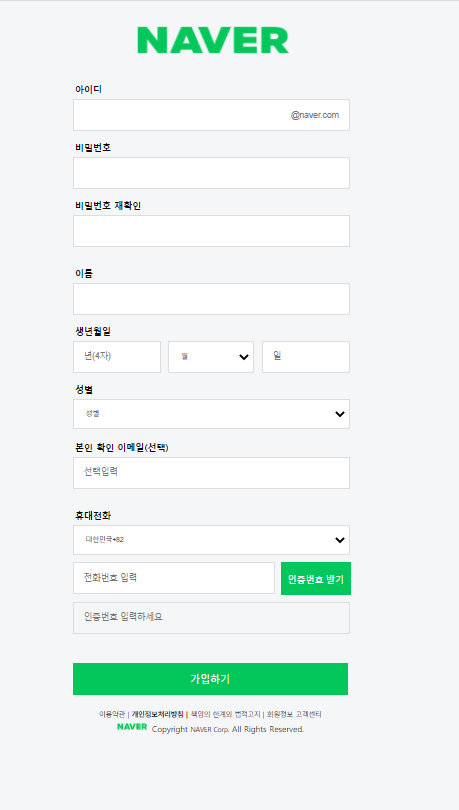 NAVER
아이디
@naver.com
비밀번호
비밀번호 재확인
이름
생년월일
년(4자) 월 일
성별
성별
본인 확인 이메일(선택)
선택입력
휴대전화
대한민국+82
전화번호 입력 인증번호 받기
인증번호 입력하세요
가입하기
이용약관 | 개인정보처리방침 | 책임의 한계와 법적고지 | 회원정보 고객센터
NAVER Copyright NAVER Corp. All Rights Reserved.